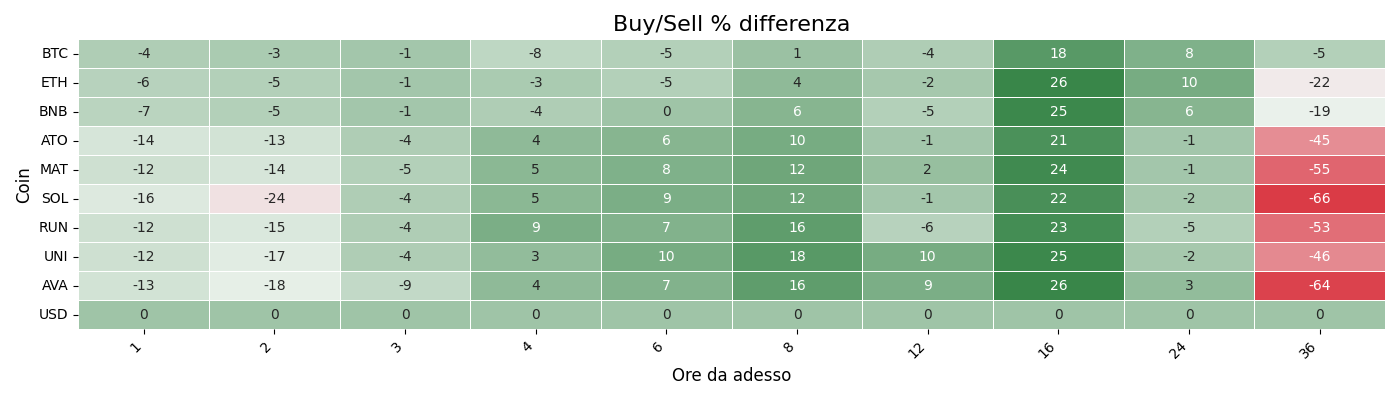 Buy/Sell % differenza
BTC -4 -3 -1 -8 -5 1 -4 18 8 -5
ETH -6 -5 -1 -3 -5 4 -2 26 10 -22
BNB -7 -5 -1 -4 0 6 -5 25 6 -19
ATO -14 -13 -4 4 6 10 -1 21 -1 -45
MAT -12 -14 -5 5 8 12 2 24 -1 -55
SOL -16 -24 -4 5 9 12 -1 22 -2 -66
RUN -12 -15 -4 9 7 16 -6 23 -5 -53
UNI -12 -17 -4 3 10 18 10 25 -2 -46
AVA -13 -18 -9 4 7 16 9 26 3 -64
USD 0 0 0 0 0 0 0 0 0 0
Coin
1 2 3 4 6 8 12 16 24 36
Ore da adesso